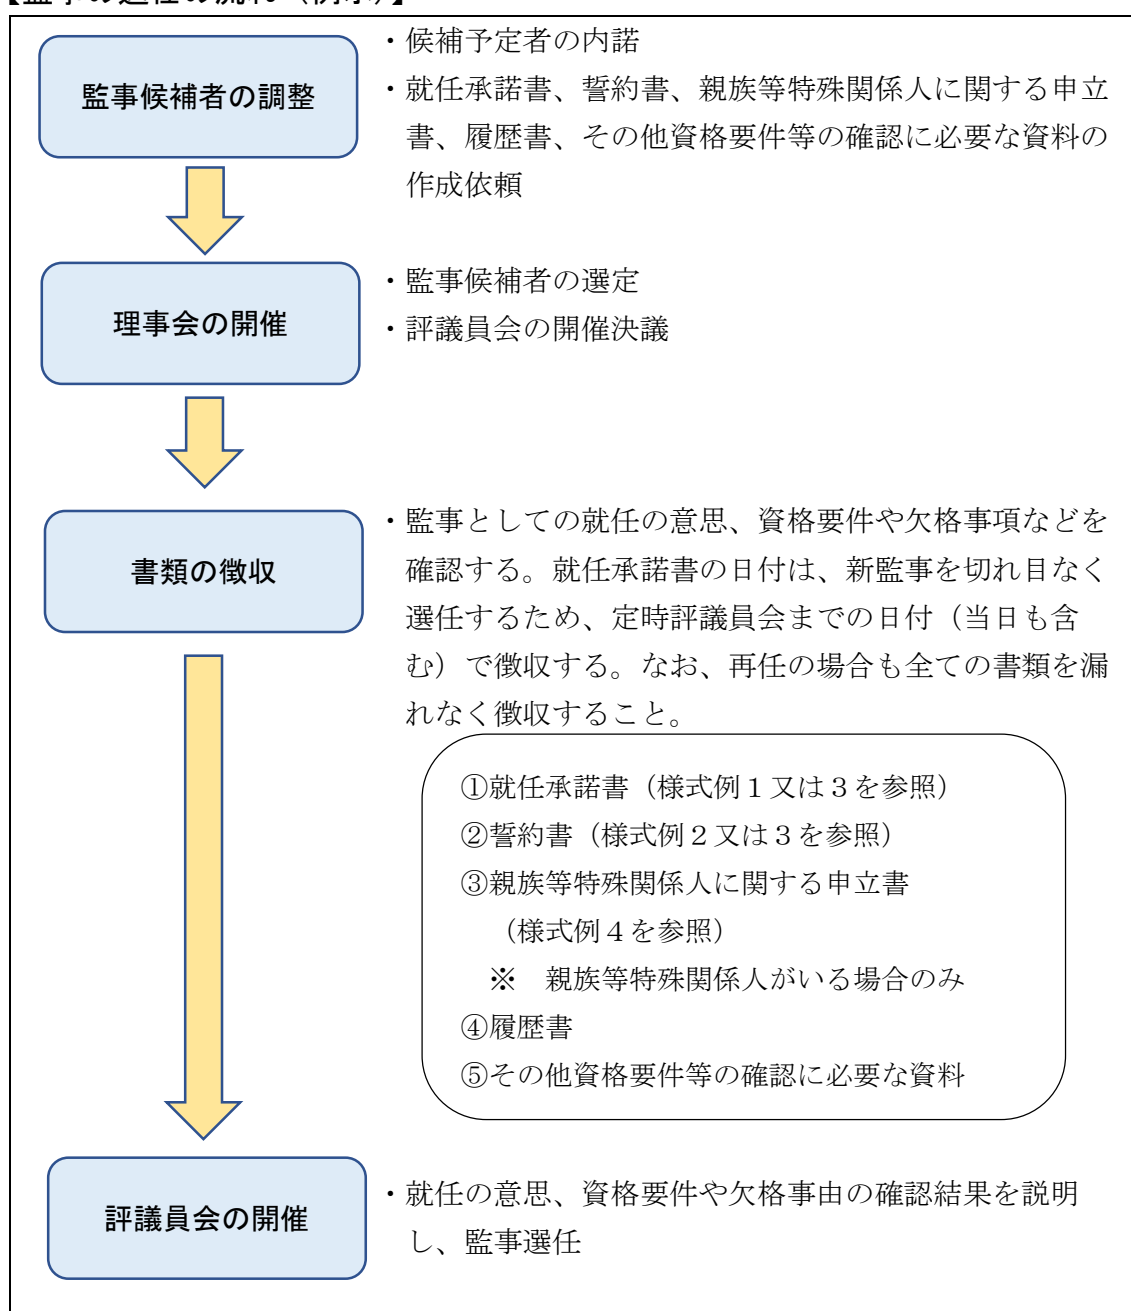 【監事の選任の流れ（例示）】
監事候補者の調整
・候補予定者の内諾
・就任承諾書、誓約書、親族等特殊関係人に関する申立
書、履歴書、その他資格要件等の確認に必要な資料の
作成依頼
理事会の開催
・監事候補者の選定
・評議員会の開催決議
書類の徴収
・監事としての就任の意思、資格要件や欠格事項などを
確認する。就任承諾書の日付は、新監事を切れ目なく
選任するため、定時評議員会までの日付（当日も含
む）で徴収する。なお、再任の場合も全ての書類を漏
れなく徴収すること。
①就任承諾書（様式例１又は３を参照）
②誓約書（様式例２又は３を参照）
③親族等特殊関係人に関する申立書
（様式例４を参照）
※　親族等特殊関係人がいる場合のみ
④履歴書
⑤その他資格要件等の確認に必要な資料
評議員会の開催
・就任の意思、資格要件や欠格事由の確認結果を説明
し、監事選任